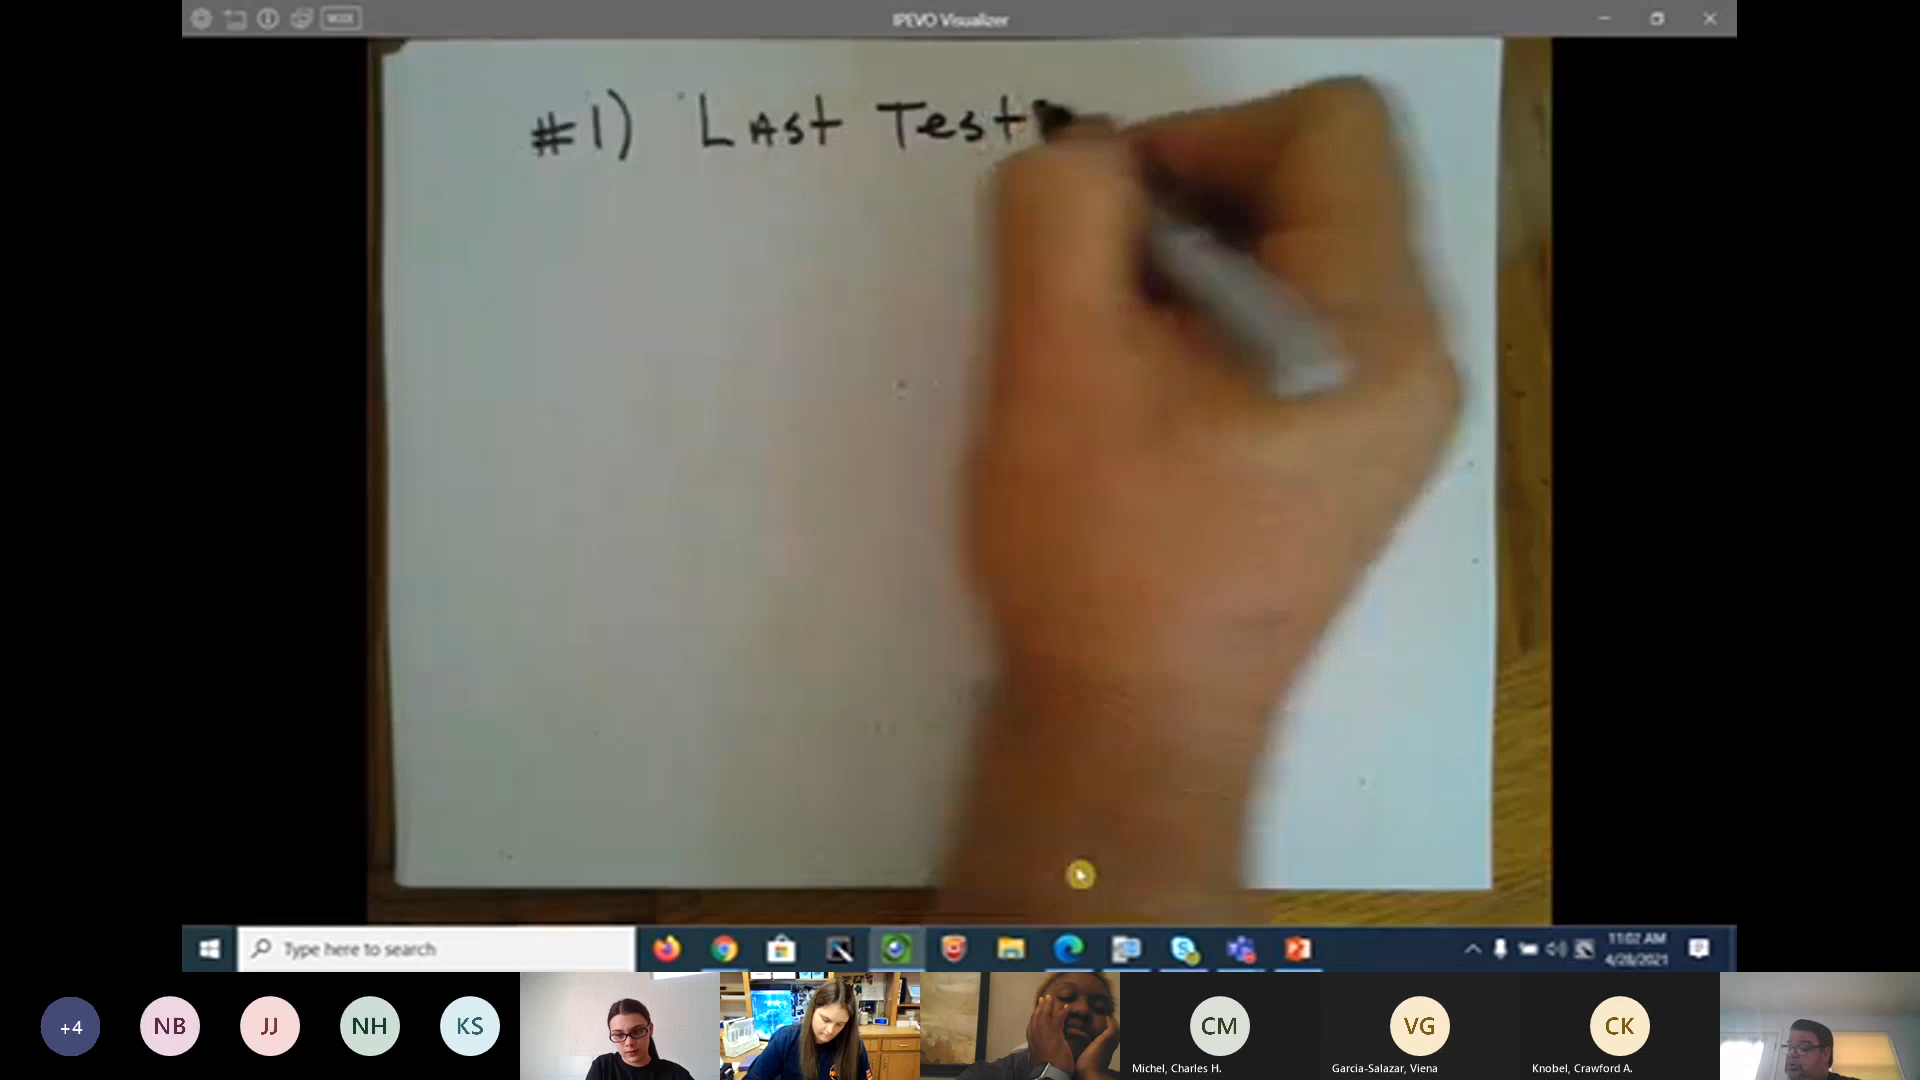 IPEVO Visualizer
#1) Last Test
Type here to search
11:02 AM
4/28/2021
+4
NB
JJ
NH
KS
CM
VG
CK
Michel, Charles H.
Garcia-Salazar, Viena
Knobel, Crawford A.